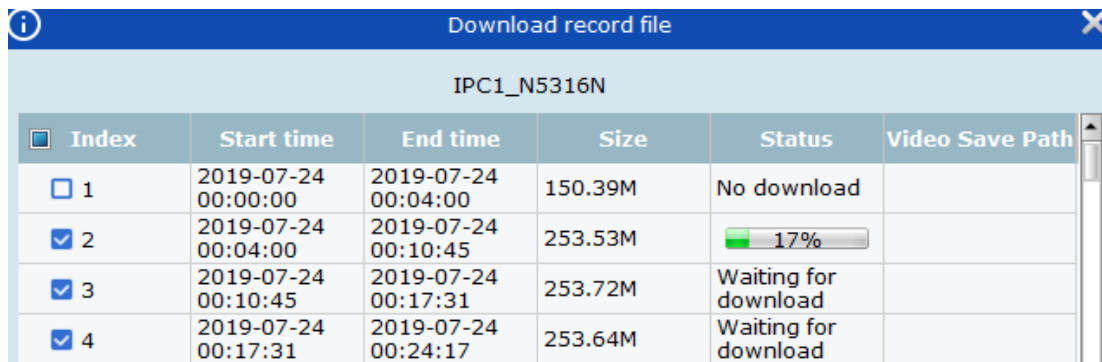 Download record file
IPC1_N5316N
Index Start time End time Size Status Video Save Path
1 2019-07-24 00:00:00 2019-07-24 00:04:00 150.39M No download
2 2019-07-24 00:04:00 2019-07-24 00:10:45 253.53M 17%
3 2019-07-24 00:10:45 2019-07-24 00:17:31 253.72M Waiting for download
4 2019-07-24 00:17:31 2019-07-24 00:24:17 253.64M Waiting for download